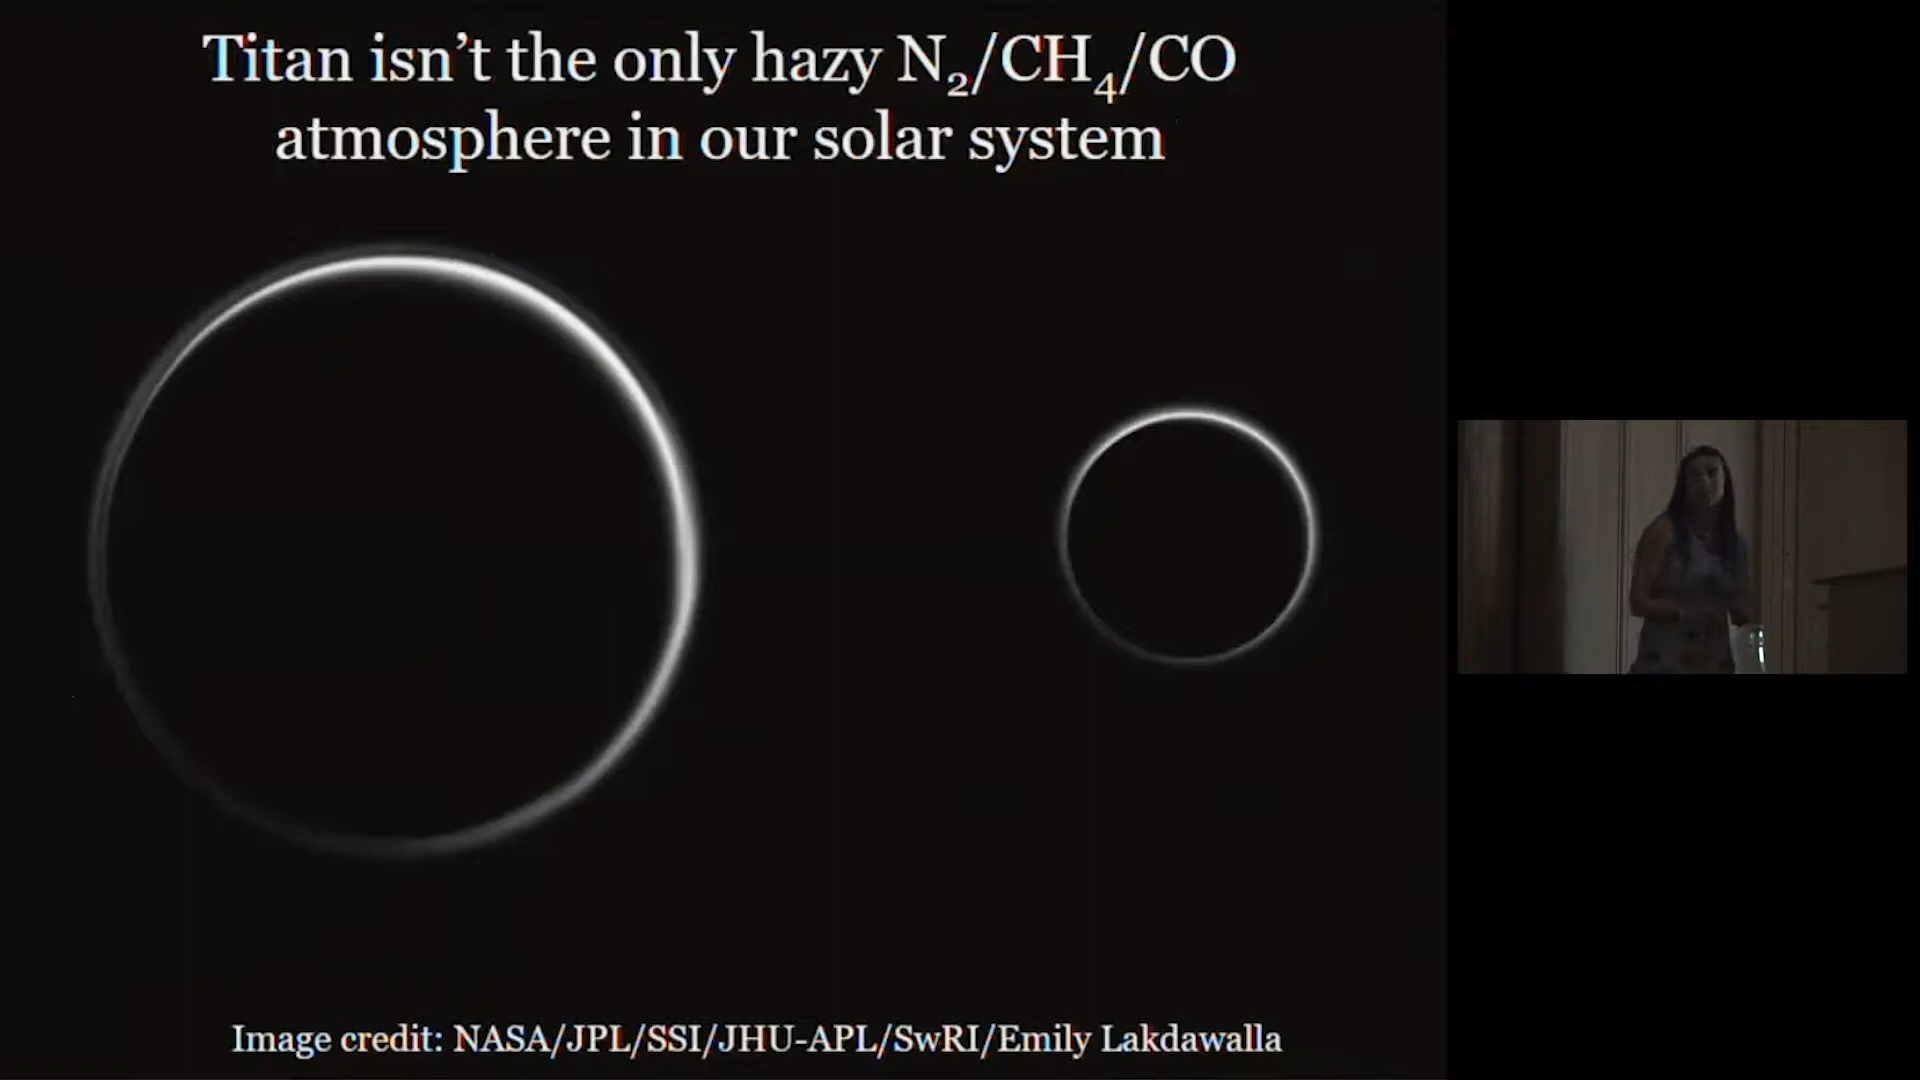 Titan isn’t the only hazy N₂/CH₄/CO
atmosphere in our solar system
Image credit: NASA/JPL/SSI/JHU-APL/SwRI/Emily Lakdawalla